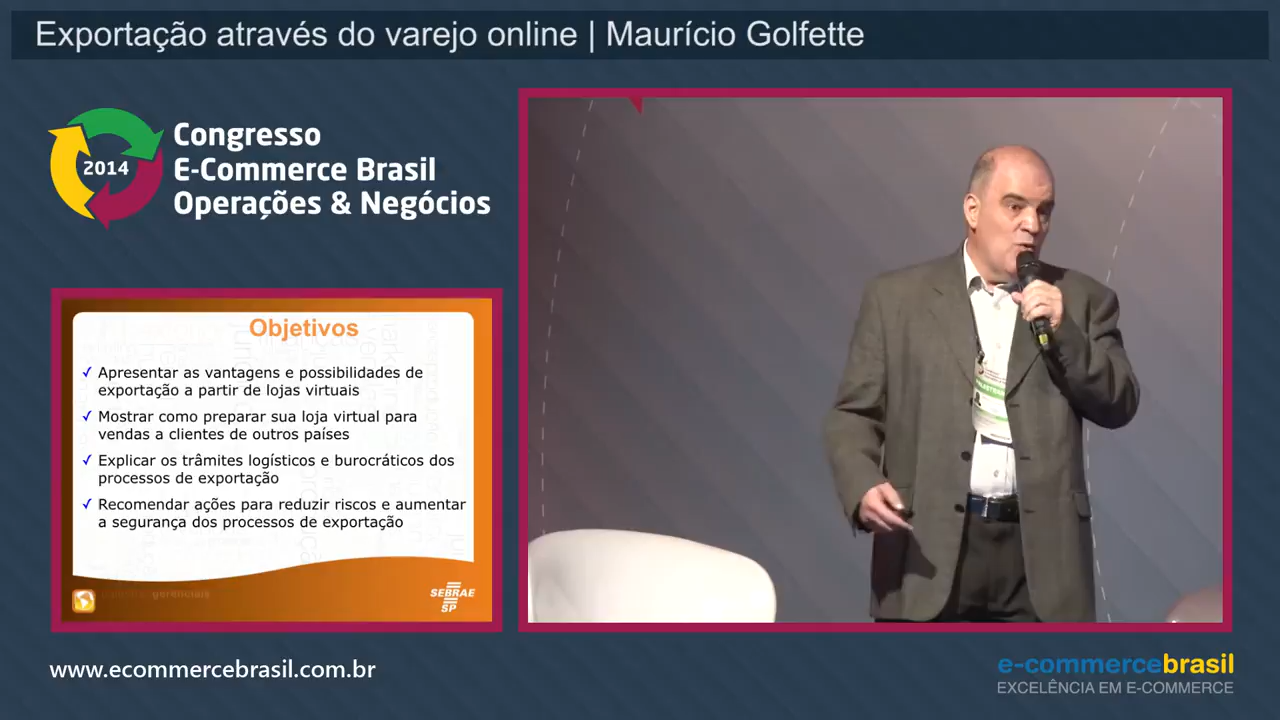 Exportação através do varejo online | Maurício Golfette
2014
Congresso
E-Commerce Brasil
Operações & Negócios
Objetivos
✓ Apresentar as vantagens e possibilidades de
exportação a partir de lojas virtuais
✓ Mostrar como preparar sua loja virtual para
vendas a clientes de outros países
✓ Explicar os trâmites logísticos e burocráticos dos
processos de exportação
✓ Recomendar ações para reduzir riscos e aumentar
a segurança dos processos de exportação
SEBRAE
SP
www.ecommercebrasil.com.br
e-commercebrasil
EXCELÊNCIA EM E-COMMERCE